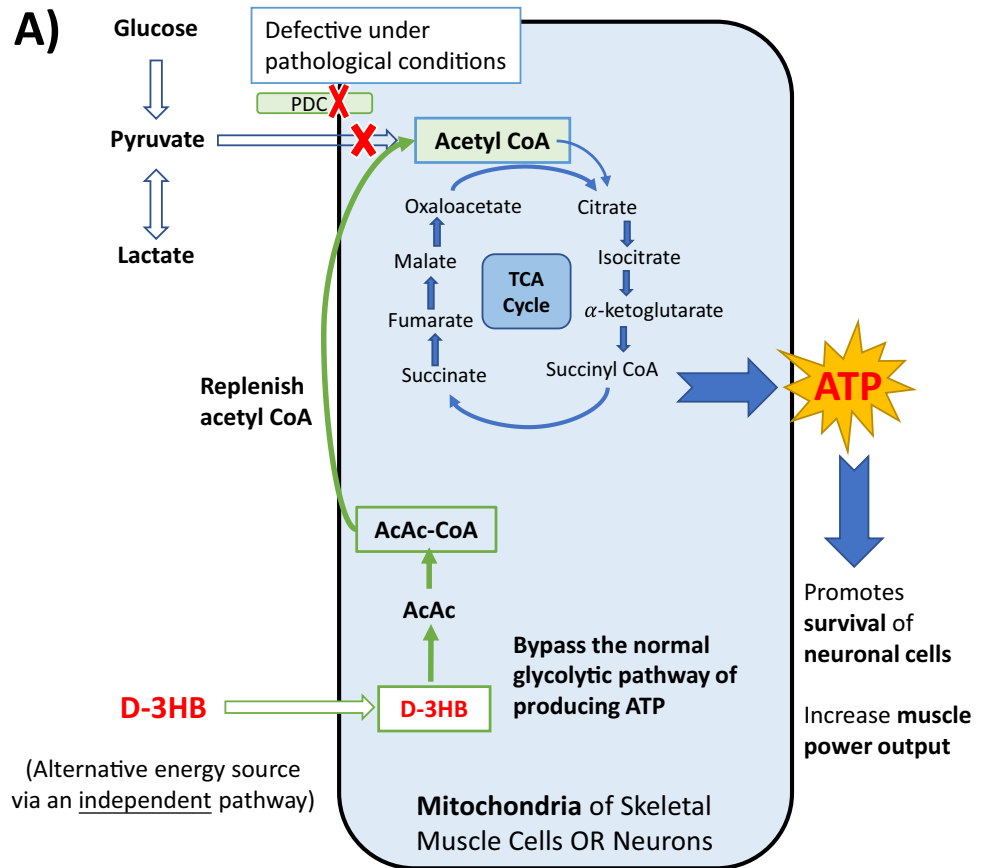 A)
Glucose
Defective under
pathological conditions
PDC
Pyruvate
Acetyl CoA
Lactate
Oxaloacetate
Citrate
Malate
Isocitrate
TCA
Cycle
Fumarate
α-ketoglutarate
Succinate
Succinyl CoA
ATP
Replenish
acetyl CoA
AcAc-CoA
AcAc
Promotes
survival of
neuronal cells
Increase muscle
power output
Bypass the normal
glycolytic pathway of
producing ATP
D-3HB
D-3HB
(Alternative energy source
via an independent pathway)
Mitochondria of Skeletal
Muscle Cells OR Neurons